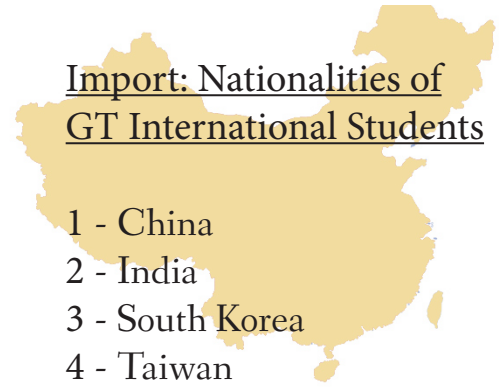 Import: Nationalities of
GT International Students
1 - China
2 - India
3 - South Korea
4 - Taiwan